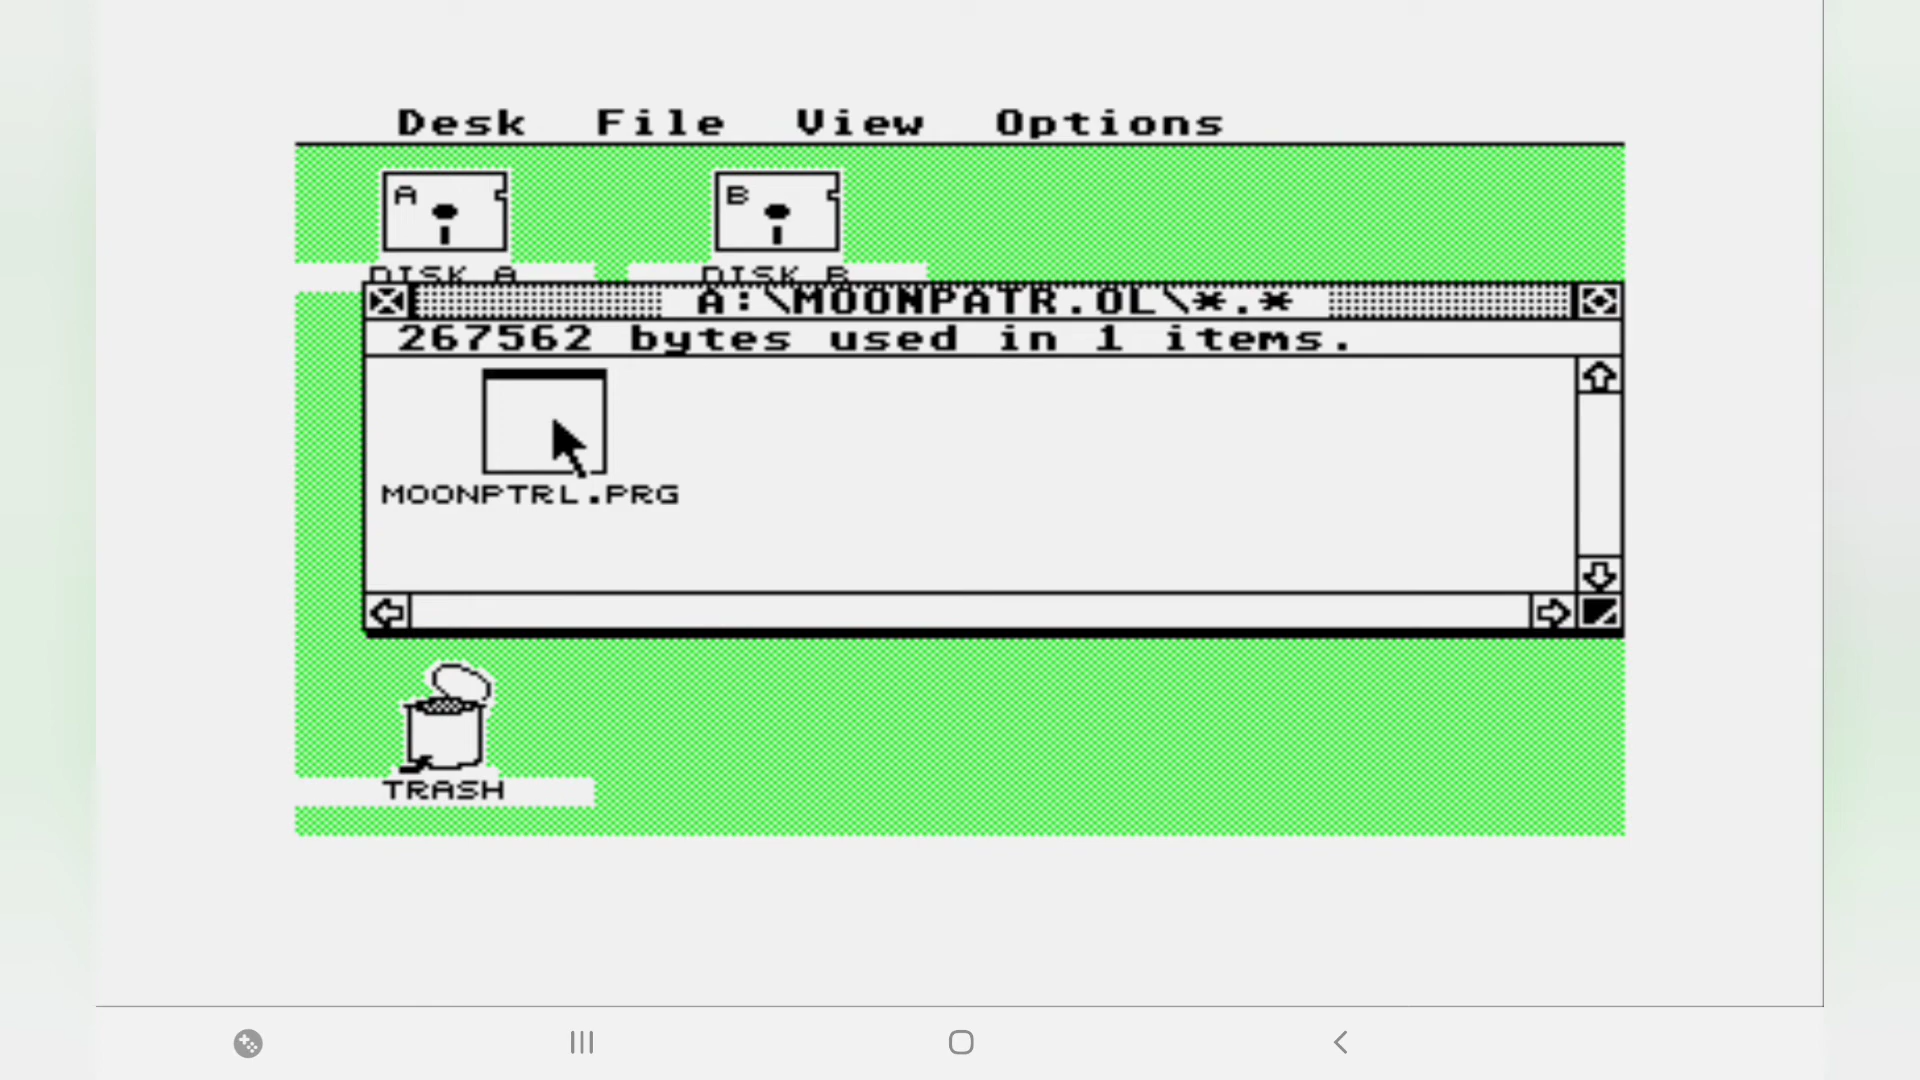 Desk File View Options
A
B
DISK A
DISK B
A:\MOONPATR.OL\*.*
267562 bytes used in 1 items.
MOONPTRL.PRG
TRASH